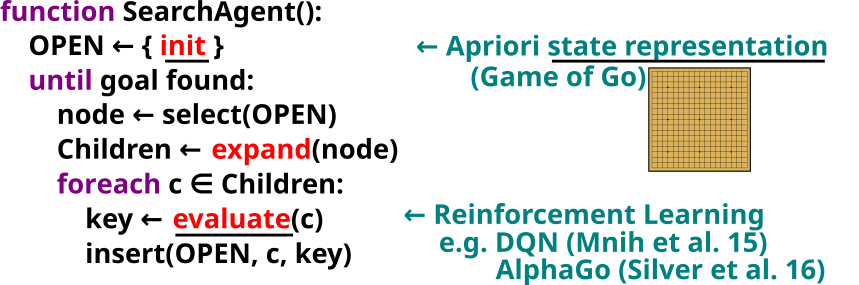 function SearchAgent():
OPEN ← { init }
← Apriori state representation
until goal found:
(Game of Go)
node ← select(OPEN)
Children ← expand(node)
foreach c ∈ Children:
key ← evaluate(c)
← Reinforcement Learning
e.g. DQN (Mnih et al. 15)
insert(OPEN, c, key)
AlphaGo (Silver et al. 16)